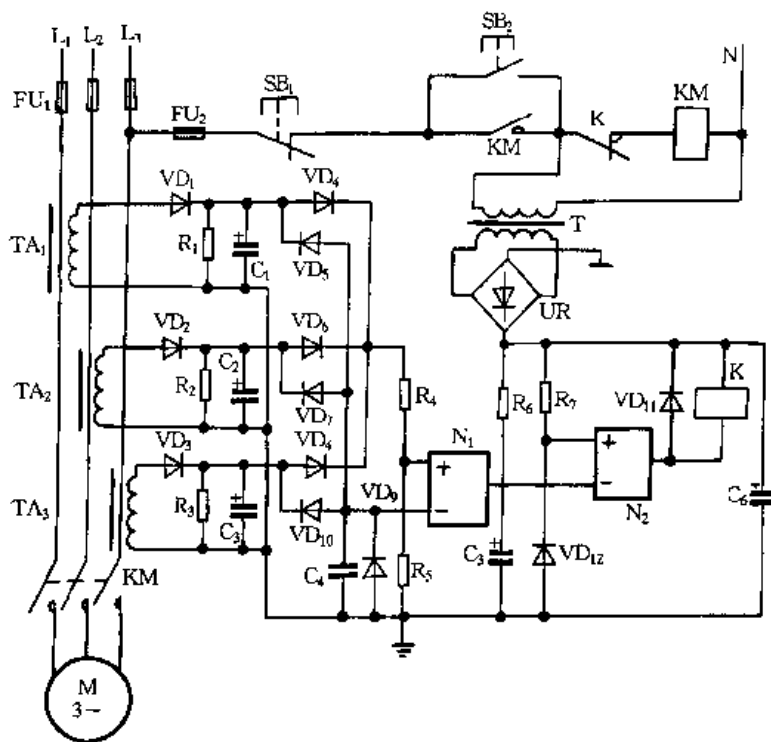 L₁ L₂ L₃
SB₂
N
FU₁
SB₁
FU₂
KM
K
KM
VD₁
VD₄
T
TA₁
R₁
C₁
VD₅
UR
VD₂
VD₆
C₂
TA₂
R₂
VD₇
R₄
R₆
R₇
VD₁₁
K
VD₃
VD₄
N₁
+
−
+
−
N₂
TA₃
R₃
C₃
VD₁₀
VD₉
C₆
KM
C₄
R₅
C₃
VD₁₂
M
3~